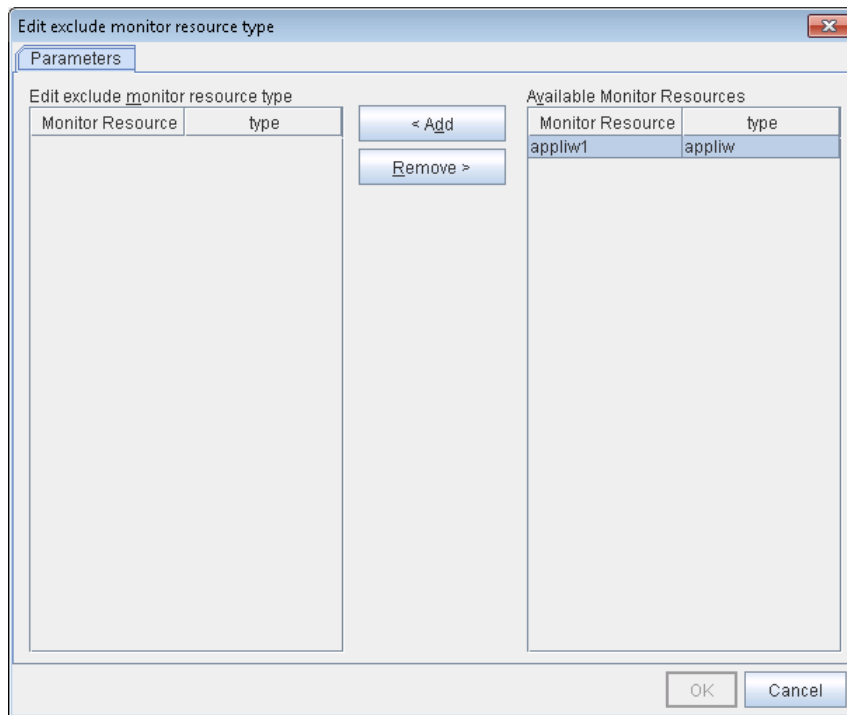 Edit exclude monitor resource type
Parameters
Edit exclude monitor resource type
Monitor Resource type
< Add
Remove >
Available Monitor Resources
Monitor Resource type
appliw1 appliw
OK Cancel